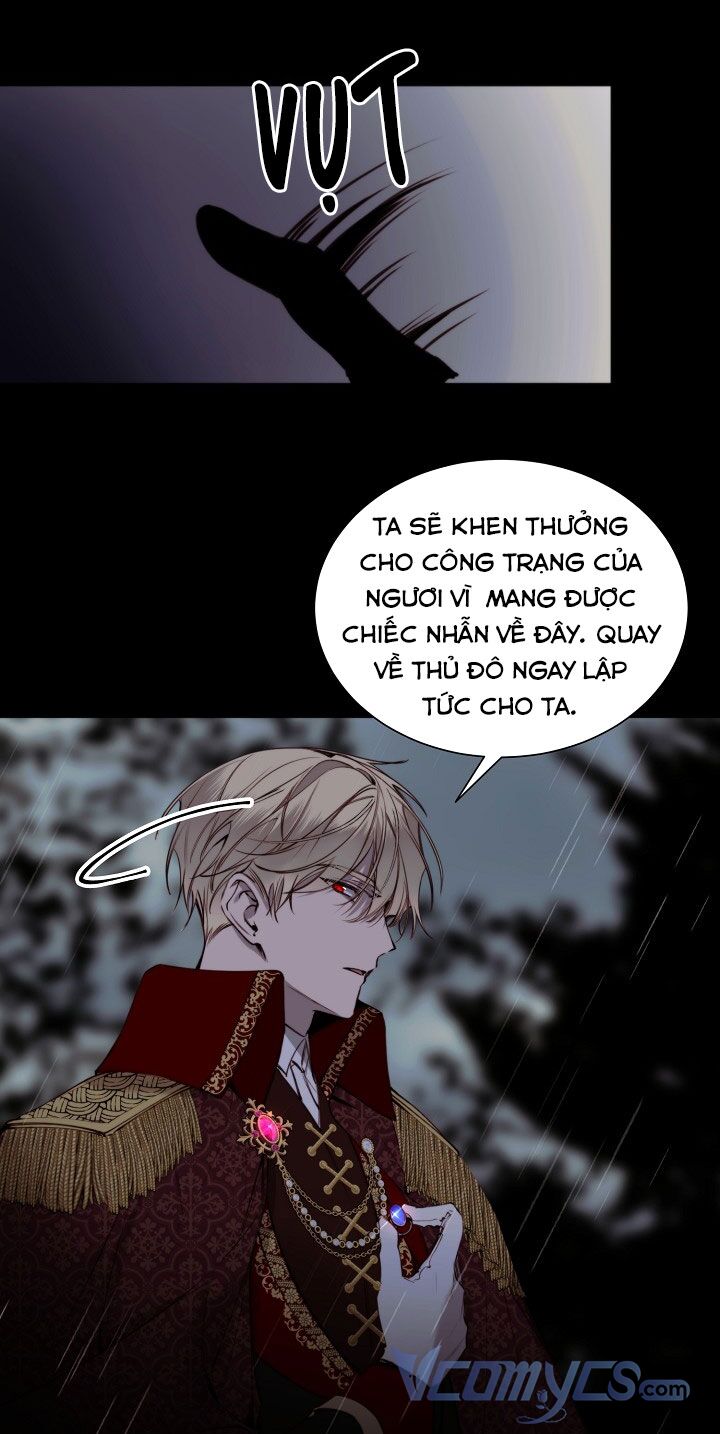 VỤT
TA SẼ KHEN THƯỞNG
CHO CÔNG TRẠNG CỦA
NGƯƠI VÌ MANG ĐƯỢC
CHIẾC NHẪN VỀ ĐÂY. QUAY
VỀ THỦ ĐÔ NGAY LẬP
TỨC CHO TA.
VCOMYCS.com